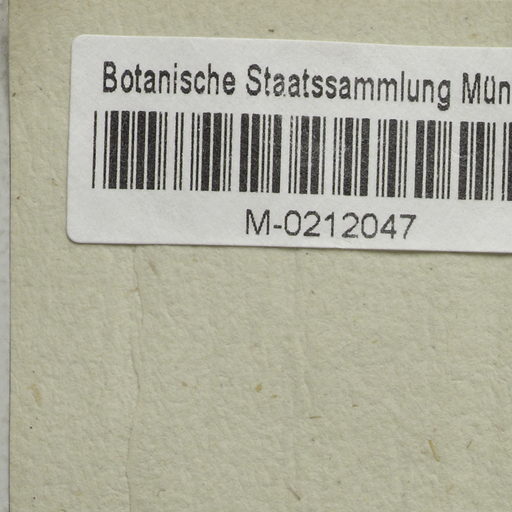 Botanische Staatssammlung Mün
M-0212047